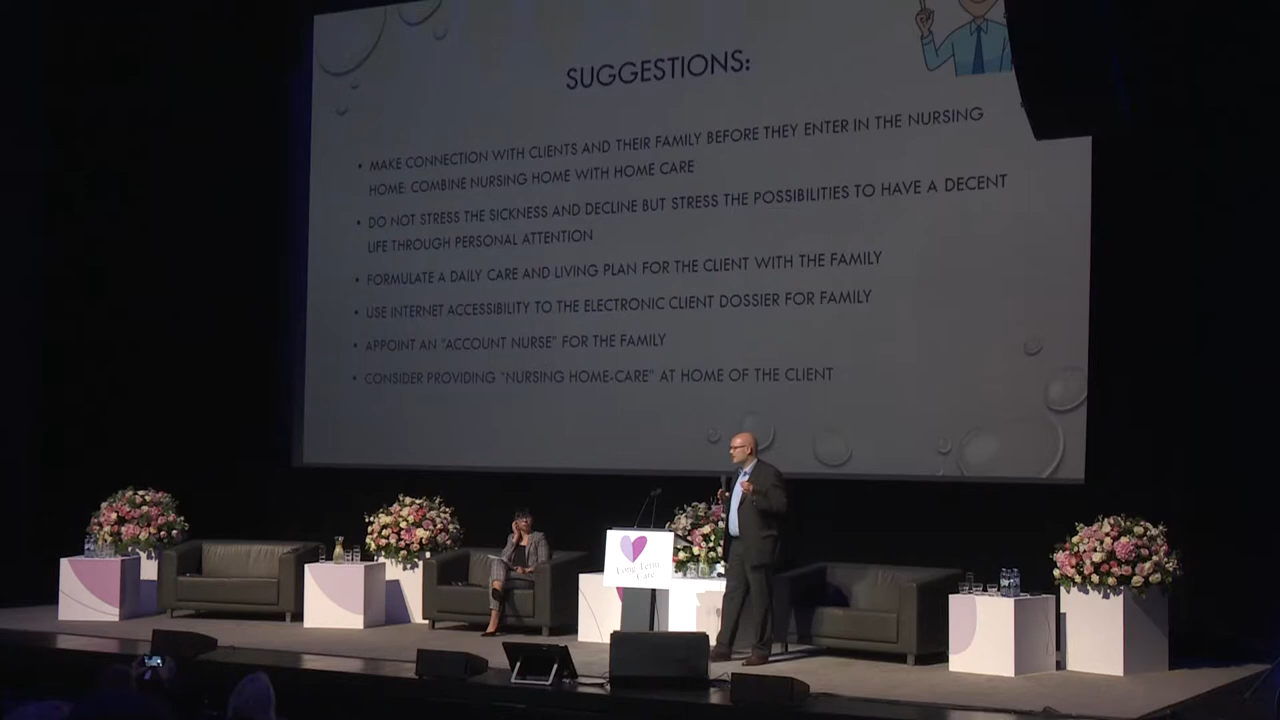 SUGGESTIONS:
• MAKE CONNECTION WITH CLIENTS AND THEIR FAMILY BEFORE THEY ENTER IN THE NURSING
HOME: COMBINE NURSING HOME WITH HOME CARE
• DO NOT STRESS THE SICKNESS AND DECLINE BUT STRESS THE POSSIBILITIES TO HAVE A DECENT
LIFE THROUGH PERSONAL ATTENTION
• FORMULATE A DAILY CARE AND LIVING PLAN FOR THE CLIENT WITH THE FAMILY
• USE INTERNET ACCESSIBILITY TO THE ELECTRONIC CLIENT DOSSIER FOR FAMILY
• APPOINT AN "ACCOUNT NURSE" FOR THE FAMILY
• CONSIDER PROVIDING "NURSING HOME-CARE" AT HOME OF THE CLIENT
Long Term
Care